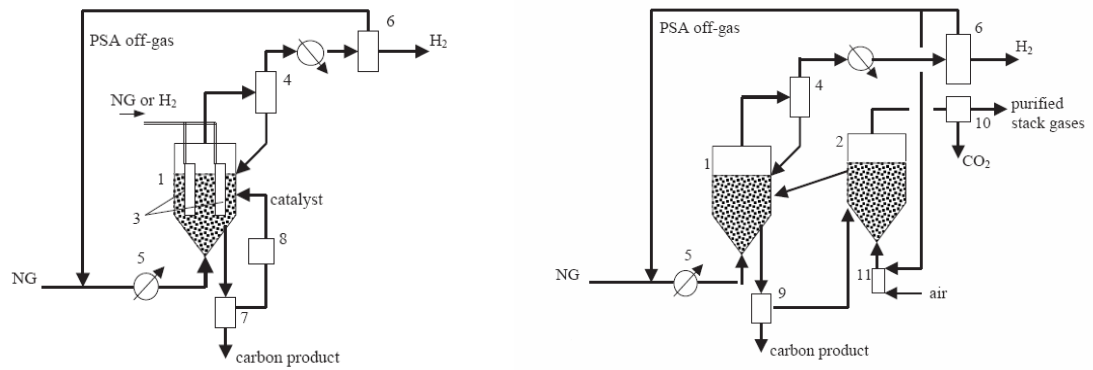 PSA off-gas
6
H2
4
NG or H2
1
3
catalyst
5
8
NG
7
carbon product
PSA off-gas
6
H2
4
10
purified
stack gases
CO2
1
2
5
NG
9
11
air
carbon product